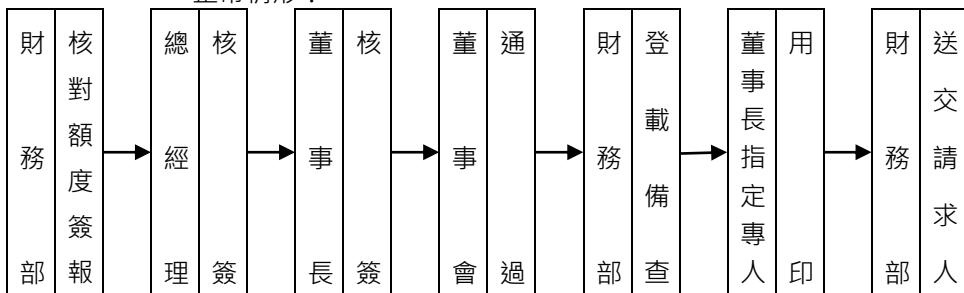 財務部
核對額度簽報
總經理
核簽
董事長
核簽
董事會
通過
財務部
登載備查
董事長指定專人
用印
財務部
送交請求人